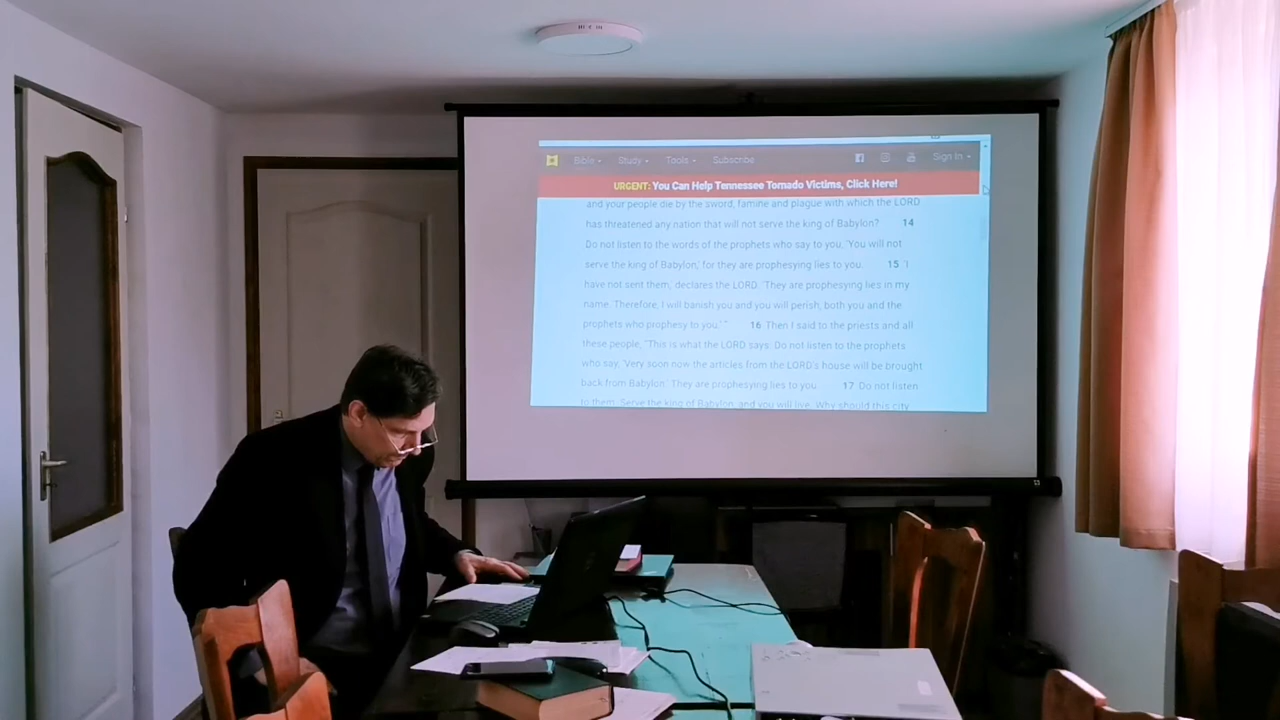 Bible Study Tools Subscribe Sign In
URGENT: You Can Help Tennessee Tornado Victims, Click Here!
and your people die by the sword, famine and plague with which the LORD
has threatened any nation that will not serve the king of Babylon? 14
Do not listen to the words of the prophets who say to you, 'You will not
serve the king of Babylon,' for they are prophesying lies to you. 15 'I
have not sent them, declares the LORD. 'They are prophesying lies in my
name. Therefore, I will banish you and you will perish, both you and the
prophets who prophesy to you.' " 16 Then I said to the priests and all
these people, "This is what the LORD says: Do not listen to the prophets
who say, 'Very soon now the articles from the LORD's house will be brought
back from Babylon.' They are prophesying lies to you. 17 Do not listen
to them. Serve the king of Babylon, and you will live. Why should this city